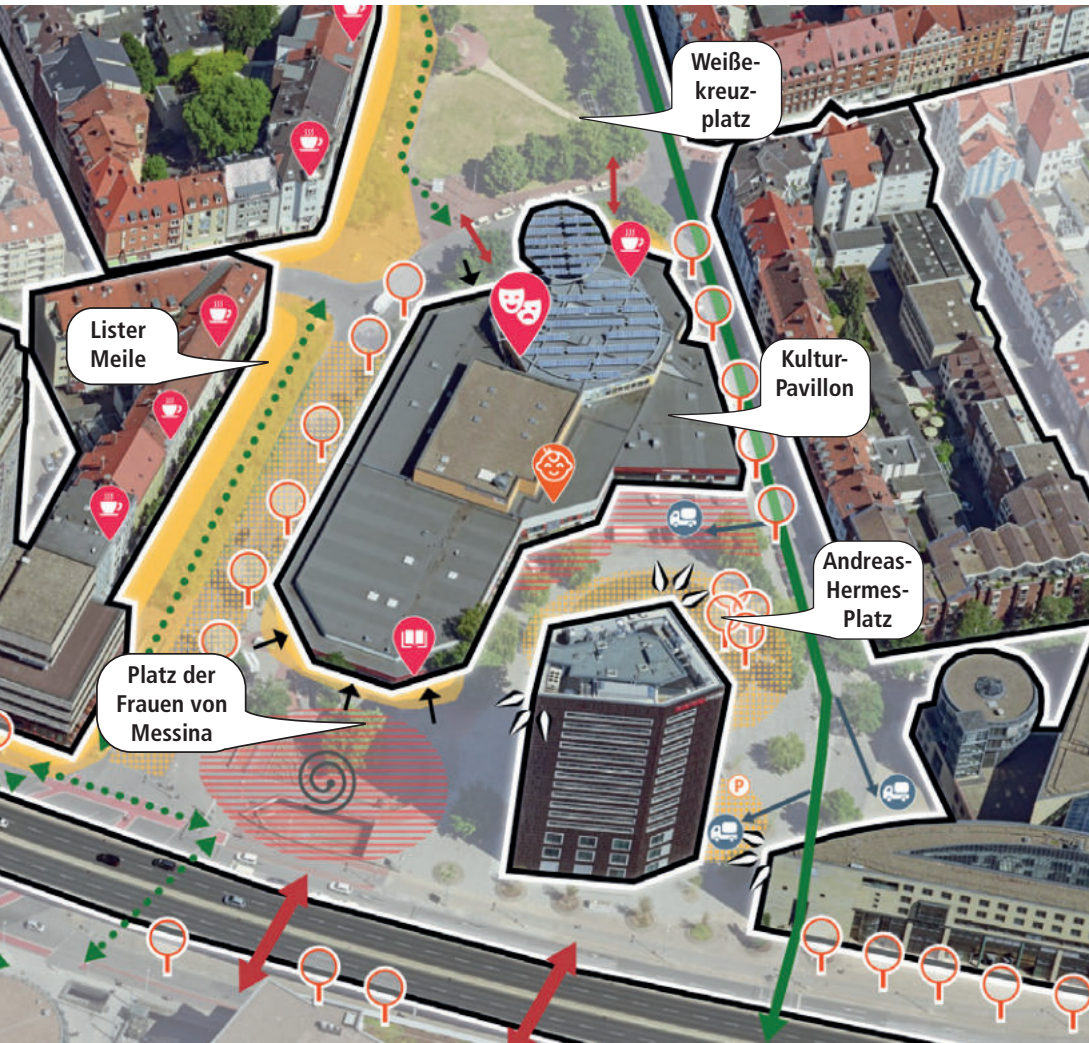 Weiße-
kreuz-
platz
Lister
Meile
Kultur-
Pavillon
Andreas-
Hermes-
Platz
Platz der
Frauen von
Messina
P